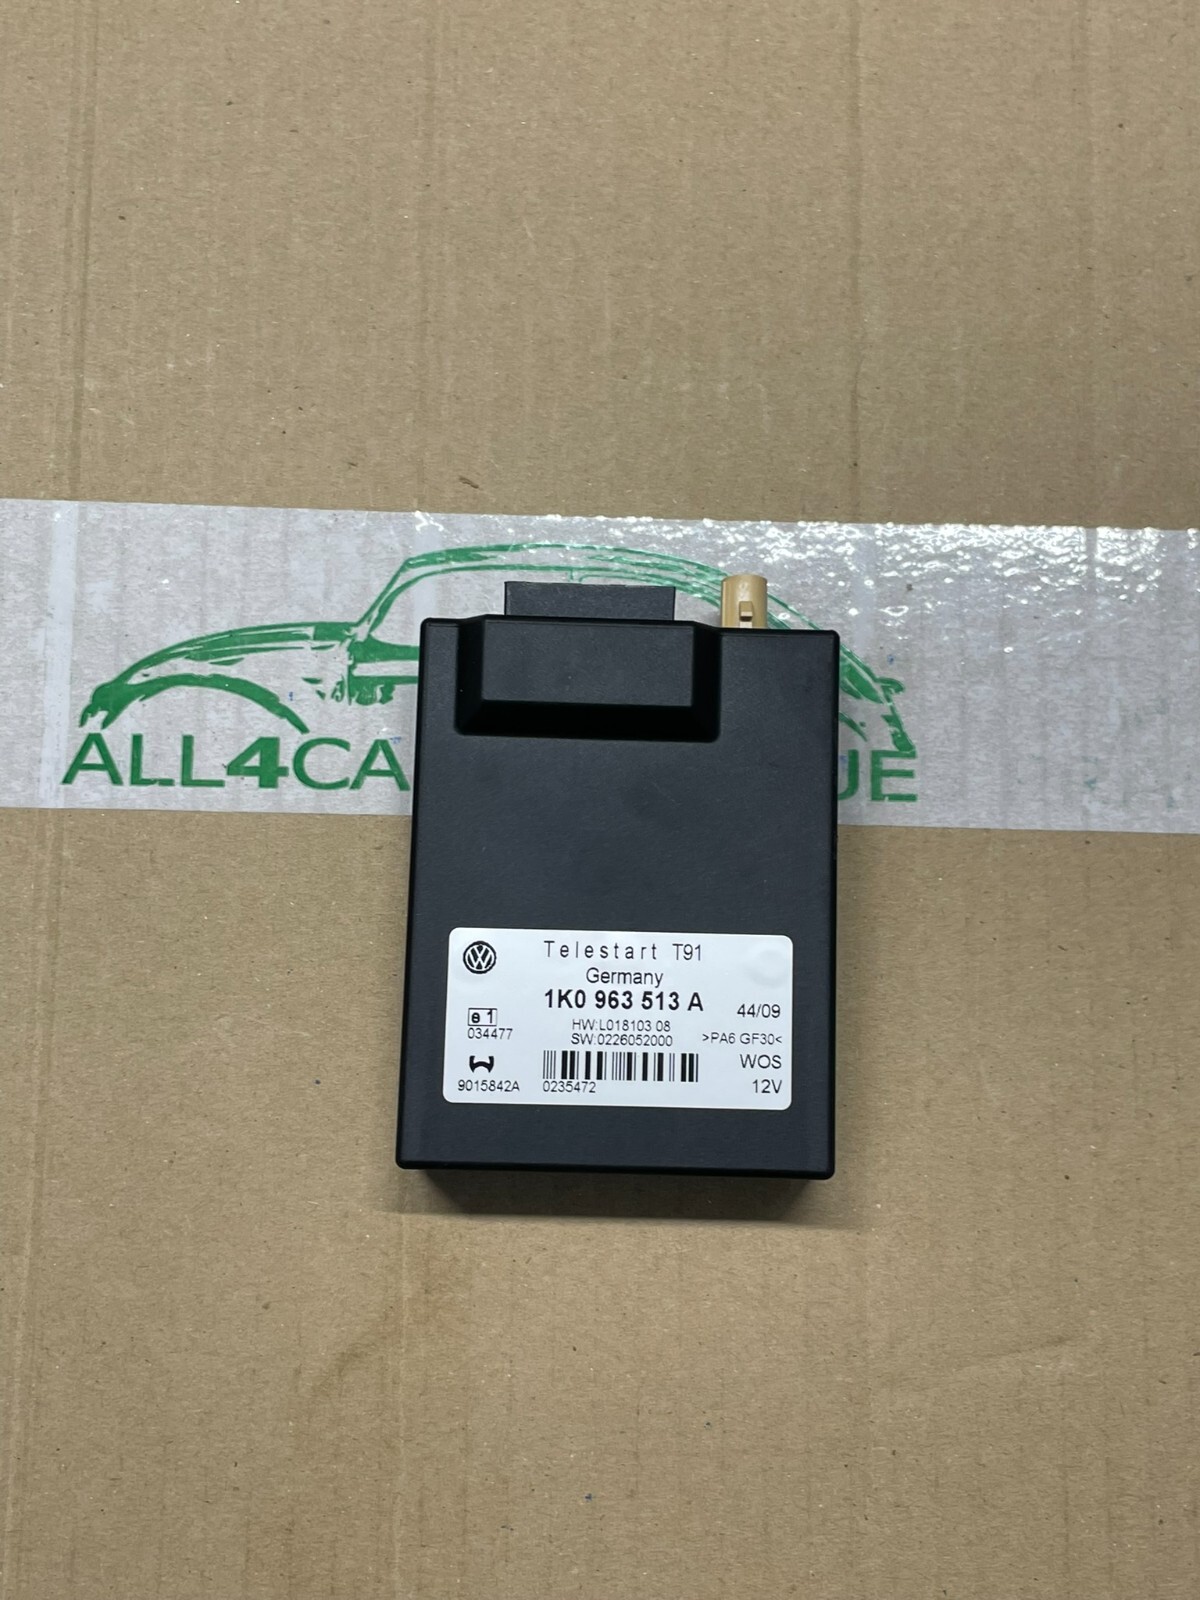 ALL4CA UE
Telestart T91
Germany
1K0 963 513 A
44/09
e1
034477
HW:L018103 08
SW:0226052000
>PA6 GF30<
WOS
9015842A
0235472
12V